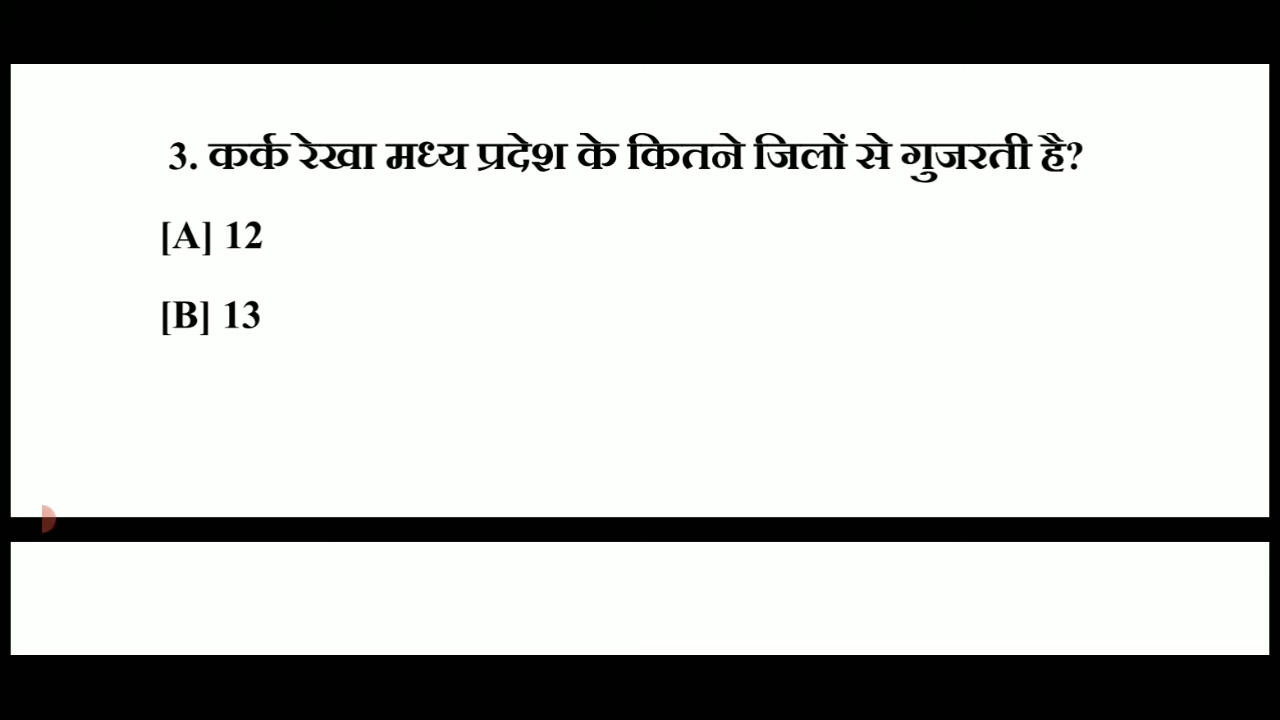 3. कर्क रेखा मध्य प्रदेश के कितने जिलों से गुजरती है?
[A] 12
[B] 13